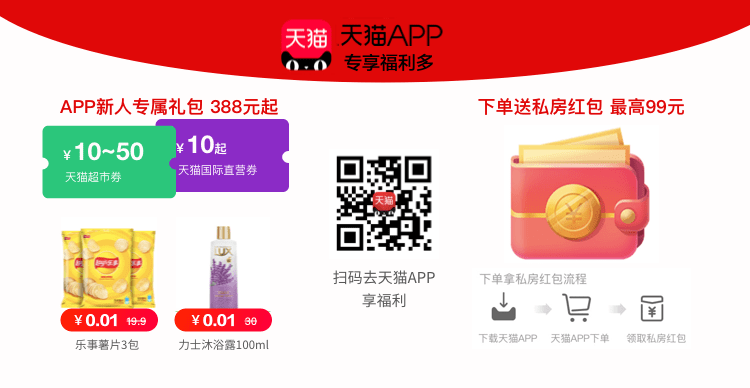 天猫
天猫APP
专享福利多
APP新人专属礼包 388元起
¥10~50
天猫超市券
¥10起
天猫国际直营券
LUX
¥0.01 19.9
乐事薯片3包
¥0.01 30
力士沐浴露100ml
天猫
扫码去天猫APP
享福利
下单送私房红包 最高99元
¥
下单拿私房红包流程
¥
下载天猫APP
天猫APP下单
领取私房红包